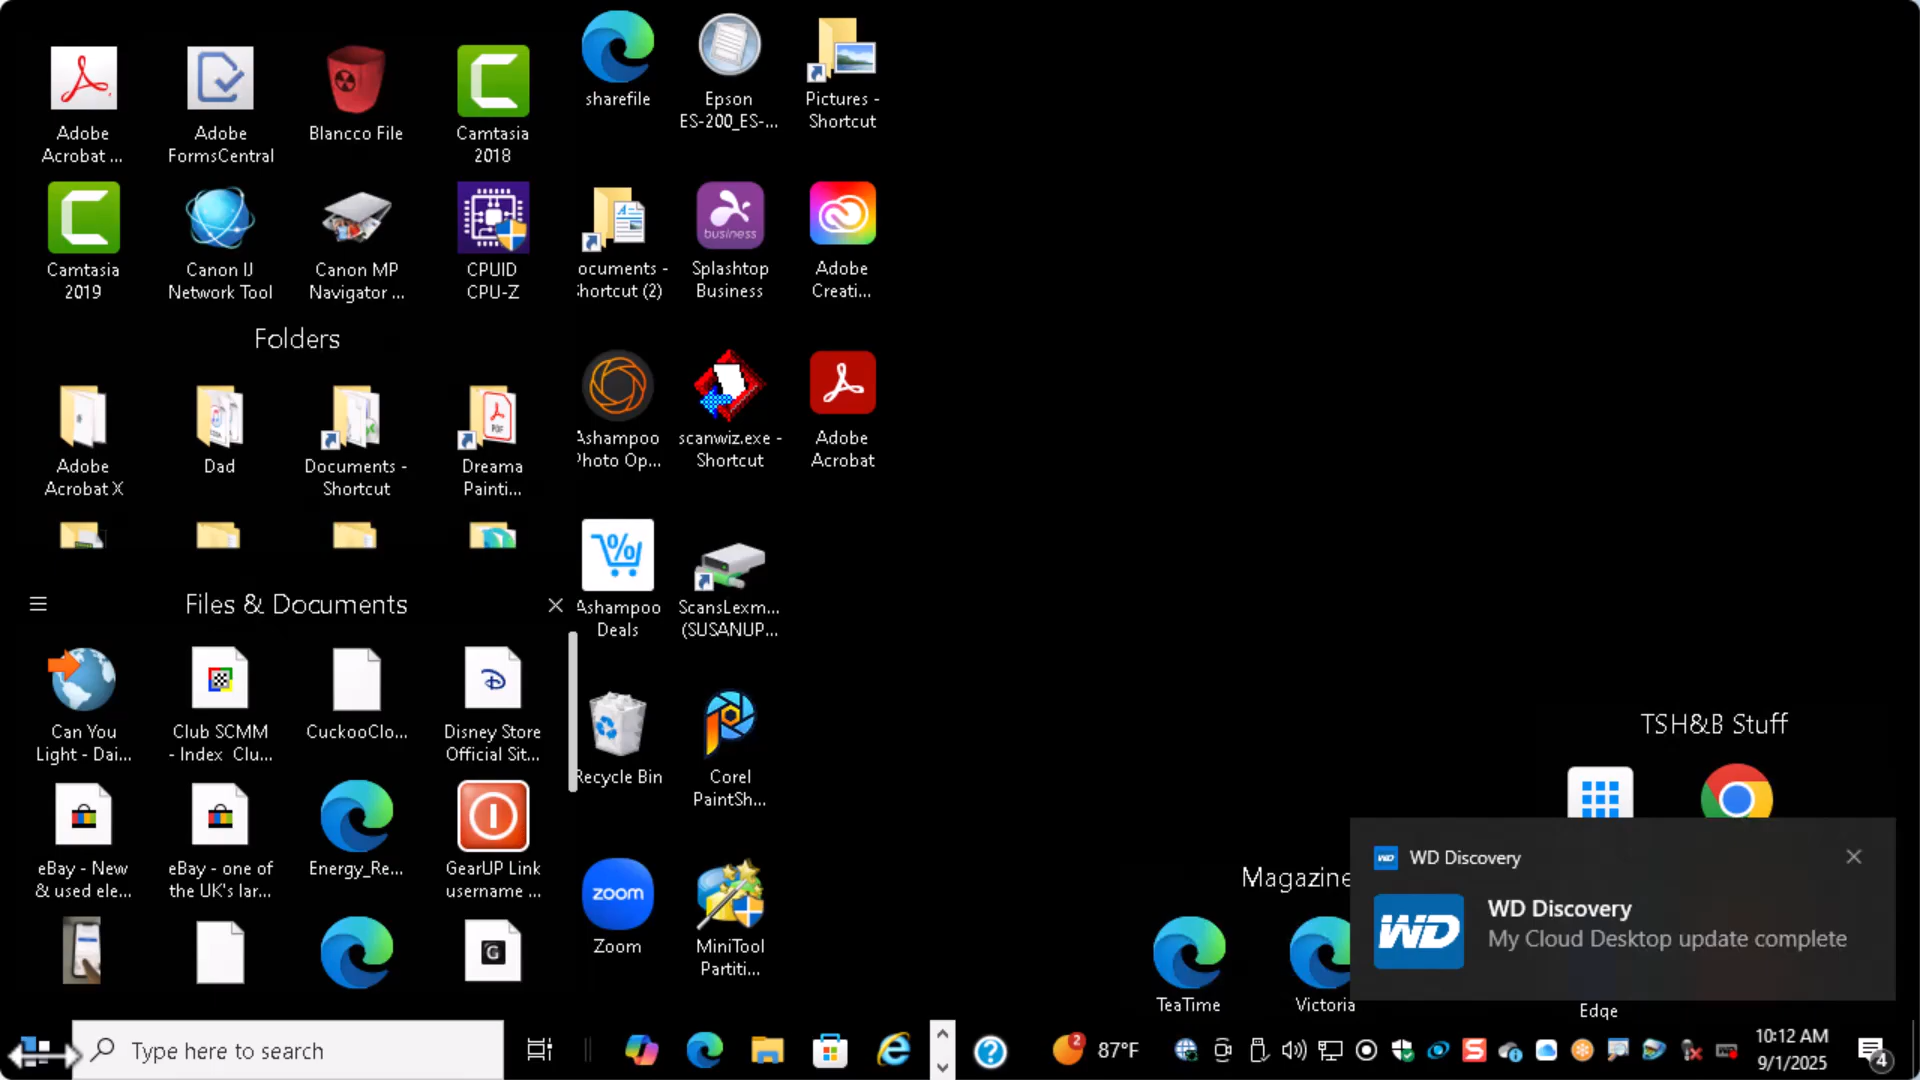 Adobe
Acrobat ...
Adobe
FormsCentral
Blancco File
Camtasia
2018
sharefile
Epson
ES-200_ES-...
Pictures -
Shortcut
Camtasia
2019
Canon IJ
Network Tool
Canon MP
Navigator ...
CPUID
CPU-Z
ocuments -
hortcut (2)
business
Splashtop
Business
Adobe
Creati...
Folders
Adobe
Acrobat X
Dad
Documents -
Shortcut
PDF
Dreama
Painti...
Ashampoo
Photo Op...
scanwiz.exe -
Shortcut
Adobe
Acrobat
Files & Documents
Ashampoo
Deals
ScansLexm...
(SUSANUP...
Can You
Light - Dai...
Club SCMM
- Index Clu...
CuckooClo...
Disney Store
Official Sit...
Recycle Bin
Corel
PaintSh...
eBay - New
& used ele...
eBay - one of
the UK's lar...
Energy_Re...
GearUP Link
username ...
zoom
Zoom
MiniTool
Partiti...
G
TSH&B Stuff
Magazine
TeaTime
Victoria
WD Discovery
WD
WD Discovery
My Cloud Desktop update complete
Edge
Type here to search
2
87°F
10:12 AM
9/1/2025
4